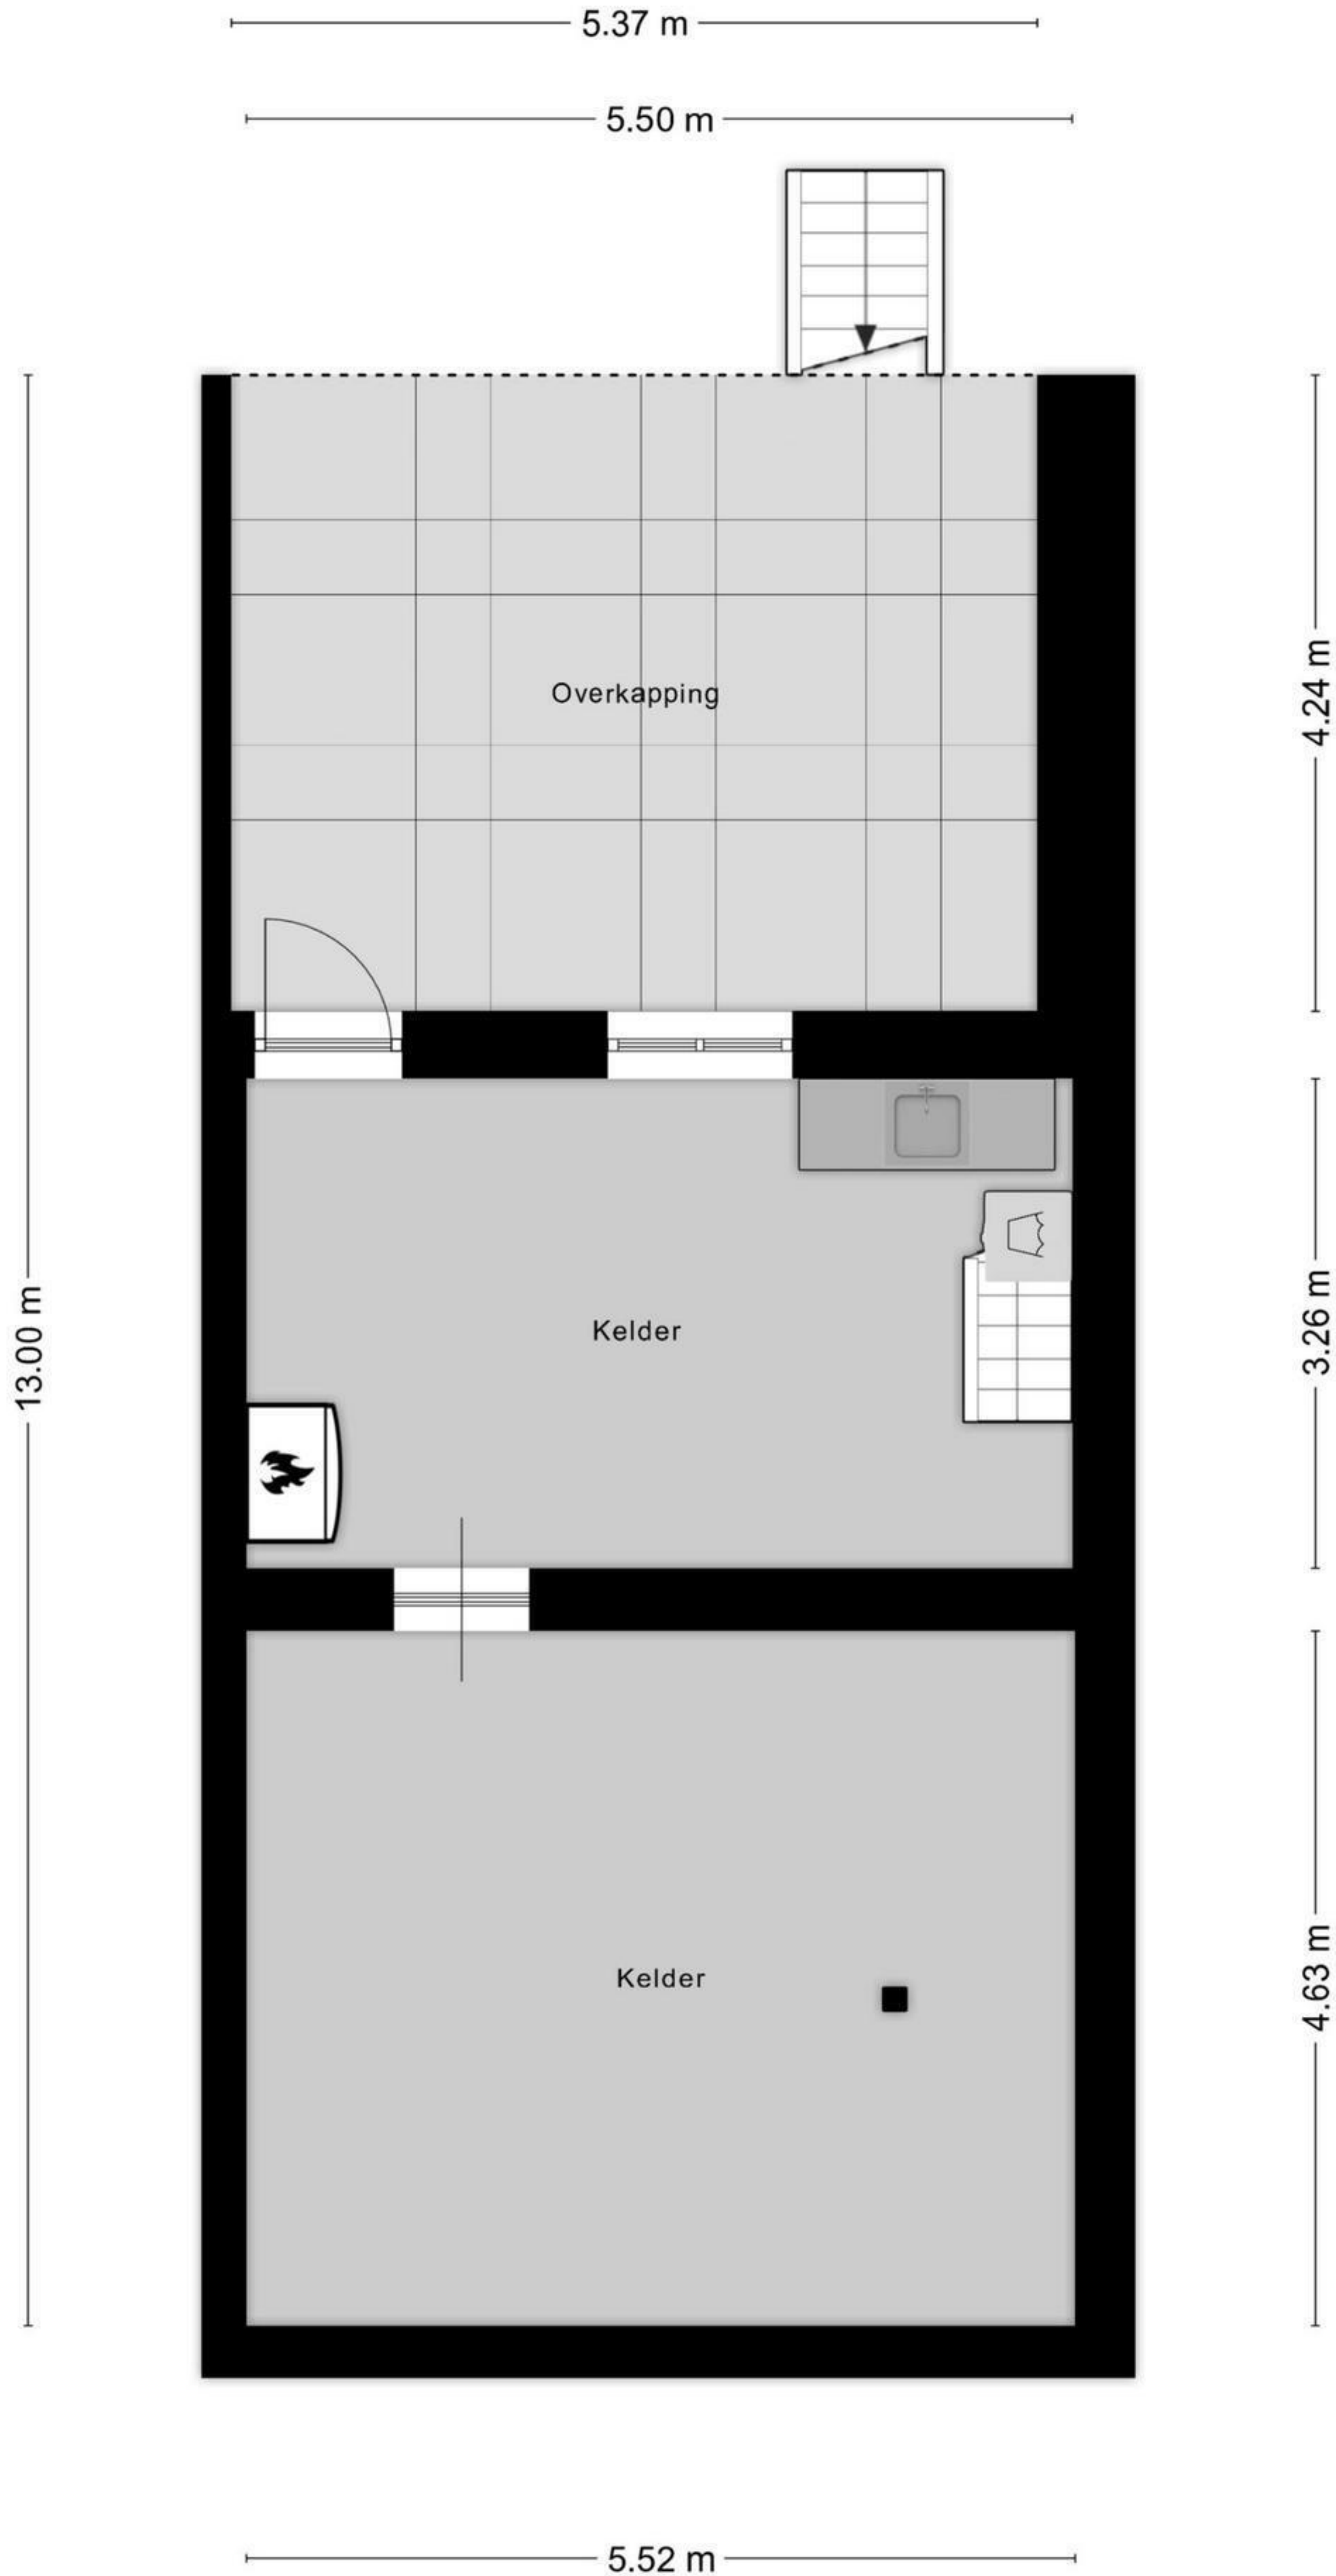 5.37 m
5.50 m
Overkapping
4.24 m
13.00 m
Kelder
3.26 m
Kelder
4.63 m
5.52 m